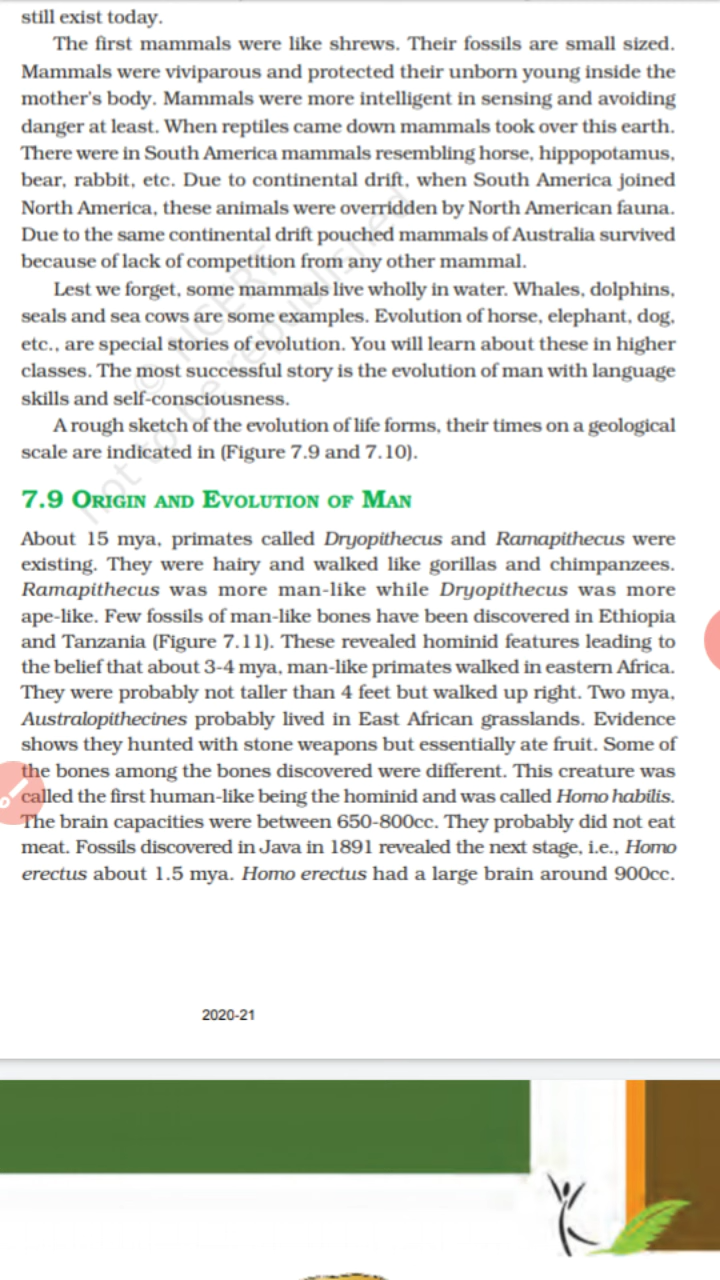 still exist today.
The first mammals were like shrews. Their fossils are small sized.
Mammals were viviparous and protected their unborn young inside the
mother's body. Mammals were more intelligent in sensing and avoiding
danger at least. When reptiles came down mammals took over this earth.
There were in South America mammals resembling horse, hippopotamus,
bear, rabbit, etc. Due to continental drift, when South America joined
North America, these animals were overridden by North American fauna.
Due to the same continental drift pouched mammals of Australia survived
because of lack of competition from any other mammal.
Lest we forget, some mammals live wholly in water. Whales, dolphins,
seals and sea cows are some examples. Evolution of horse, elephant, dog,
etc., are special stories of evolution. You will learn about these in higher
classes. The most successful story is the evolution of man with language
skills and self-consciousness.
A rough sketch of the evolution of life forms, their times on a geological
scale are indicated in (Figure 7.9 and 7.10).
© NCERT
not to be republished
7.9 ORIGIN AND EVOLUTION OF MAN
About 15 mya, primates called Dryopithecus and Ramapithecus were
existing. They were hairy and walked like gorillas and chimpanzees.
Ramapithecus was more man-like while Dryopithecus was more
ape-like. Few fossils of man-like bones have been discovered in Ethiopia
and Tanzania (Figure 7.11). These revealed hominid features leading to
the belief that about 3-4 mya, man-like primates walked in eastern Africa.
They were probably not taller than 4 feet but walked up right. Two mya,
Australopithecines probably lived in East African grasslands. Evidence
shows they hunted with stone weapons but essentially ate fruit. Some of
the bones among the bones discovered were different. This creature was
called the first human-like being the hominid and was called Homo habilis.
The brain capacities were between 650-800cc. They probably did not eat
meat. Fossils discovered in Java in 1891 revealed the next stage, i.e., Homo
erectus about 1.5 mya. Homo erectus had a large brain around 900cc.
2020-21